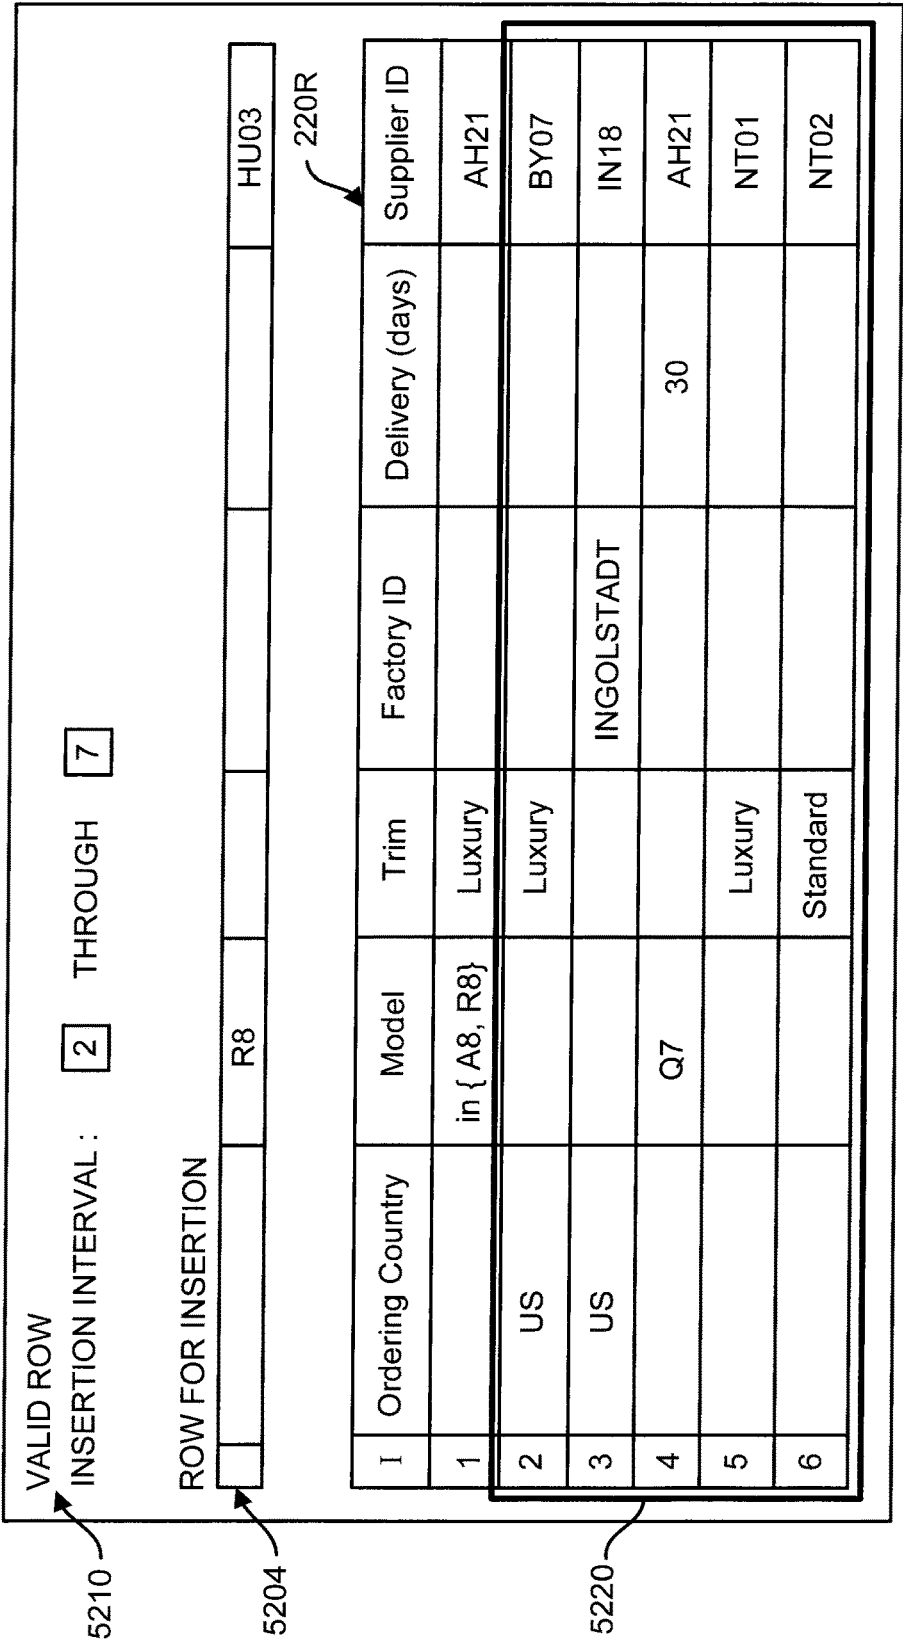 5210
VALID ROW
INSERTION INTERVAL : 2 THROUGH 7
ROW FOR INSERTION
5204
R8 HU03
220R
I Ordering Country Model Trim Factory ID Delivery (days) Supplier ID
1 in { A8, R8} Luxury AH21
2 US Luxury BY07
3 US INGOLSTADT IN18
4 Q7 30 AH21
5 Luxury NT01
6 Standard NT02
5220